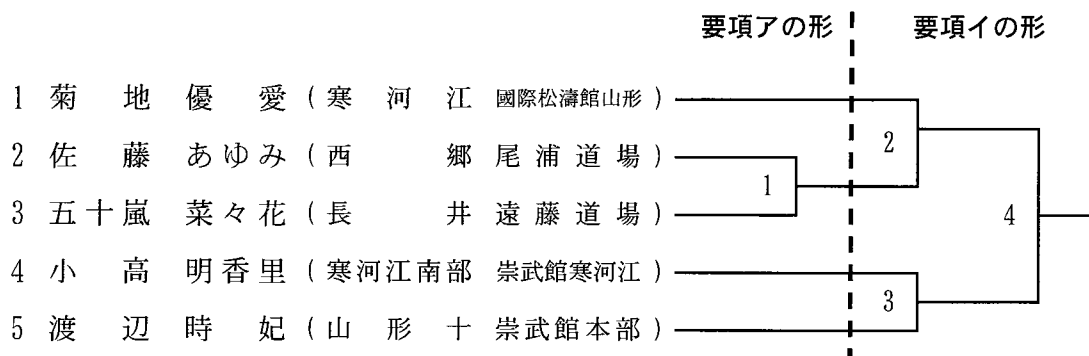 要項アの形 要項イの形
1 菊地優愛(寒河江 國際松濤館山形)
2 佐藤あゆみ(西郷 尾浦道場)
3 五十嵐菜々花(長井 遠藤道場)
4 小高明香里(寒河江南部 崇武館寒河江)
5 渡辺時妃(山形十 崇武館本部)
1
2
3
4